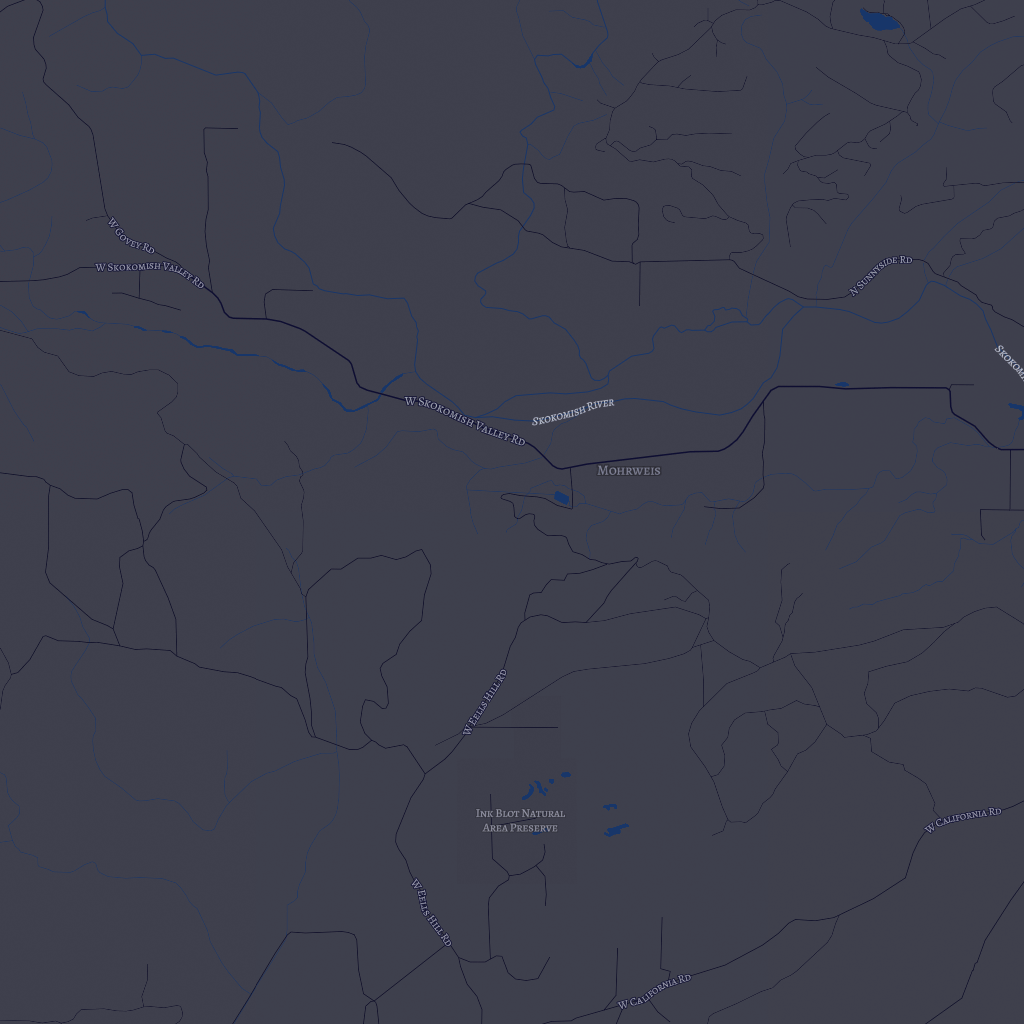 W Govey Rd
W Skokomish Valley Rd
N Sunnyside Rd
W Skokomish Valley Rd
Skokomish River
Mohrweis
W Eells Hill Rd
Ink Blot Natural
Area Preserve
W California Rd
W Eells Hill Rd
W California Rd